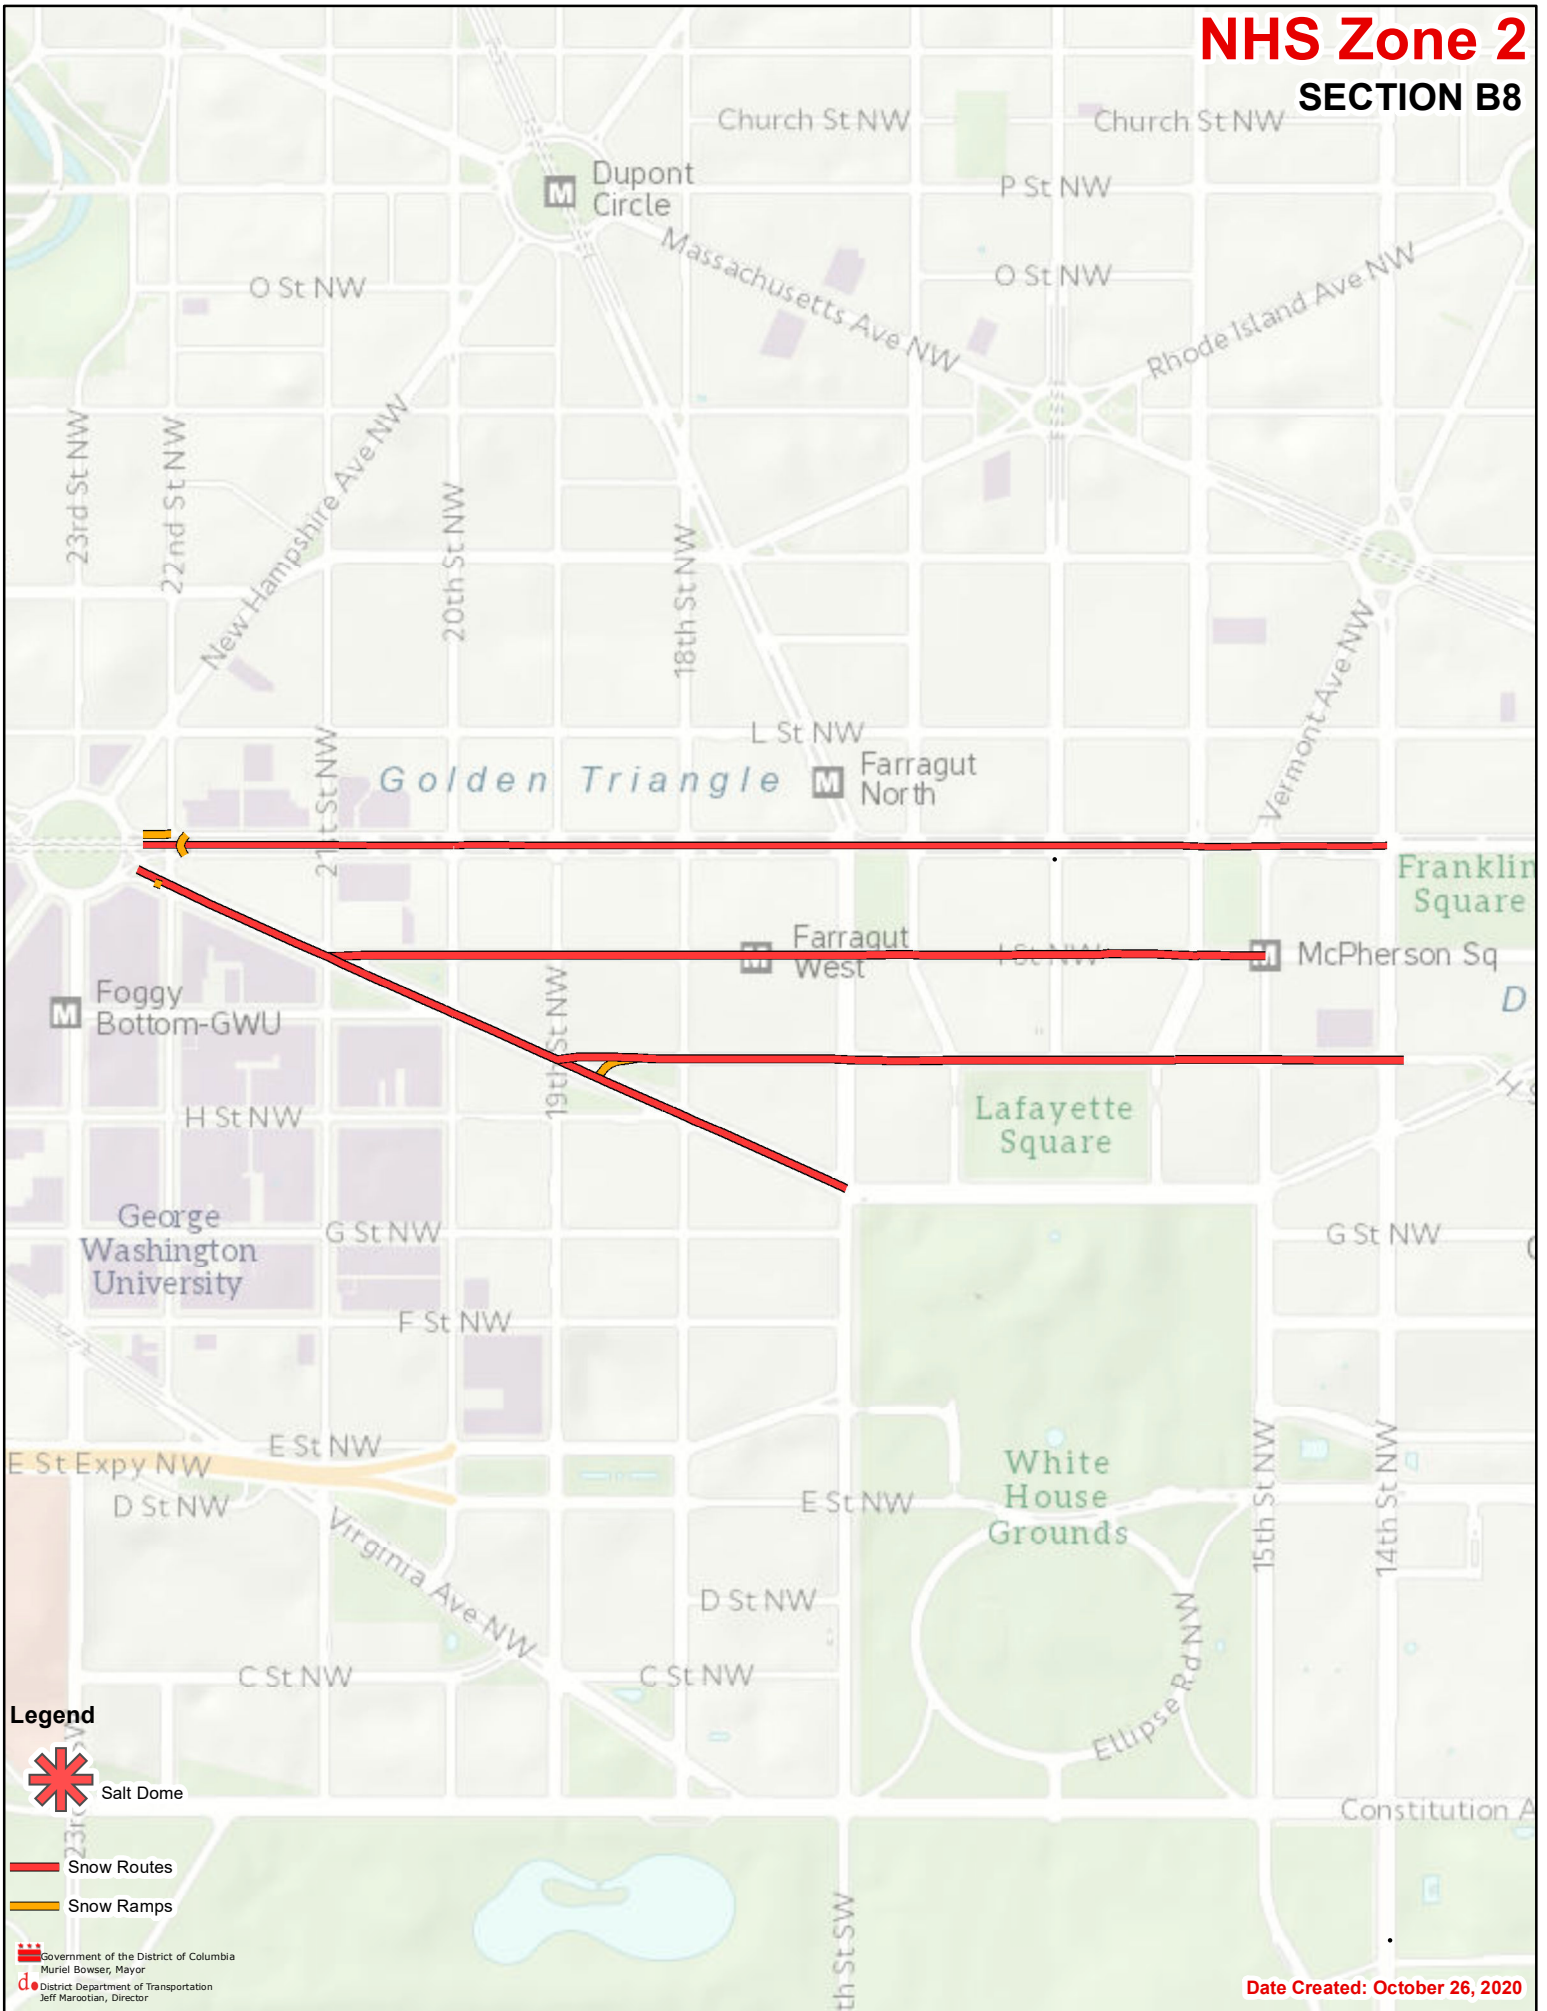 NHS Zone 2
SECTION B8
Church St NW
Church St NW
Dupont
Circle
P St NW
Massachusetts Ave NW
O St NW
O St NW
Rhode Island Ave NW
23rd St NW
22nd St NW
New Hampshire Ave NW
20th St NW
18th St NW
Vermont Ave NW
L St NW
21st St NW
Golden Triangle
Farragut
North
Franklin
Square
Farragut
West
I St NW
McPherson Sq
Foggy
Bottom-GWU
D
19th St NW
H St NW
Lafayette
Square
George
Washington
University
G St NW
G St NW
F St NW
E St NW
E St Expy NW
D St NW
White
House
Grounds
E St NW
15th St NW
14th St NW
Virginia Ave NW
D St NW
C St NW
C St NW
Ellipse Rd NW
Legend
Salt Dome
Constitution A
Snow Routes
Snow Ramps
th St SW
Government of the District of Columbia
Muriel Bowser, Mayor
d.
District Department of Transportation
Jeff Marootian, Director
Date Created: October 26, 2020